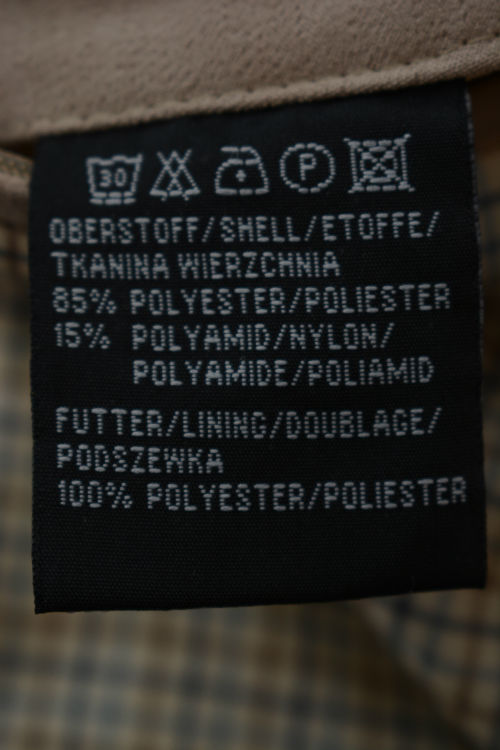 30 P
OBERSTOFF/SHELL/ETOFFE/
TKANINA WIERZCHNIA
85% POLYESTER/POLIESTER
15% POLYAMID/NYLON/
POLYAMIDE/POLIAMID
FUTTER/LINING/DOUBLAGE/
PODSZEWKA
100% POLYESTER/POLIESTER